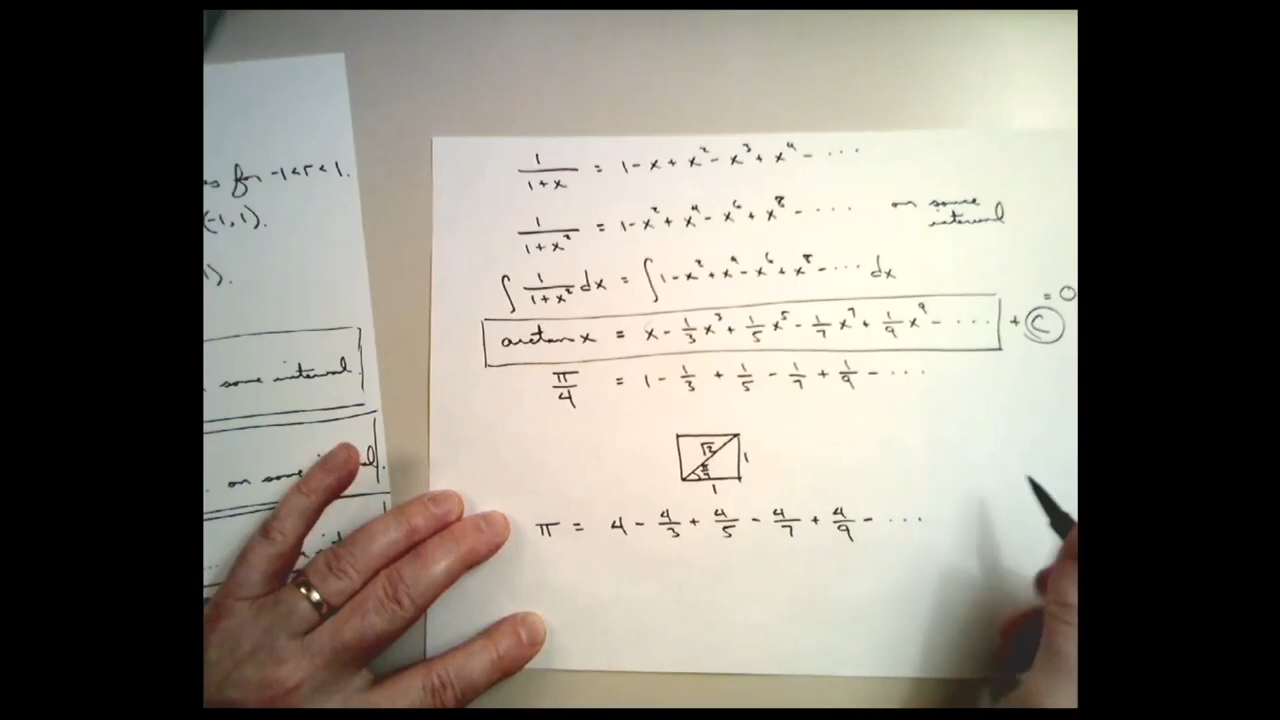 s for -1<r<1.
(-1,1).
1).
some interval.
on some interval.
1/(1+x) = 1 - x + x² - x³ + x⁴ - ....
1/(1+x²) = 1 - x² + x⁴ - x⁶ + x⁸ - ....
on some
interval
∫ 1/(1+x²) dx = ∫ 1 - x² + x⁴ - x⁶ + x⁸ - .... dx
arctan x = x - 1/3 x³ + 1/5 x⁵ - 1/7 x⁷ + 1/9 x⁹ - .... + C = 0
π/4 = 1 - 1/3 + 1/5 - 1/7 + 1/9 - ....
√2
π/4
1
1
π = 4 - 4/3 + 4/5 - 4/7 + 4/9 - ...